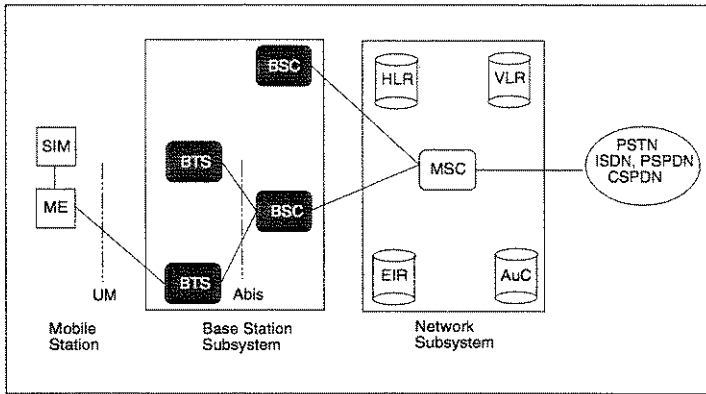 BSC
HLR
VLR
SIM
BTS
MSC
PSTN
ISDN, PSPDN
CSPDN
ME
BSC
BTS
EIR
AuC
UM
Abis
Mobile
Station
Base Station
Subsystem
Network
Subsystem